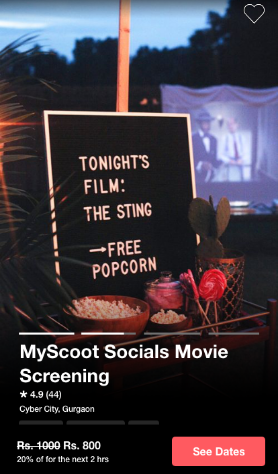 TONIGHT'S
FILM:
THE STING
→FREE
POPCORN
MyScoot Socials Movie
Screening
★ 4.9 (44)
Cyber City, Gurgaon
Rs. 1000 Rs. 800
20% of for the next 2 hrs
See Dates